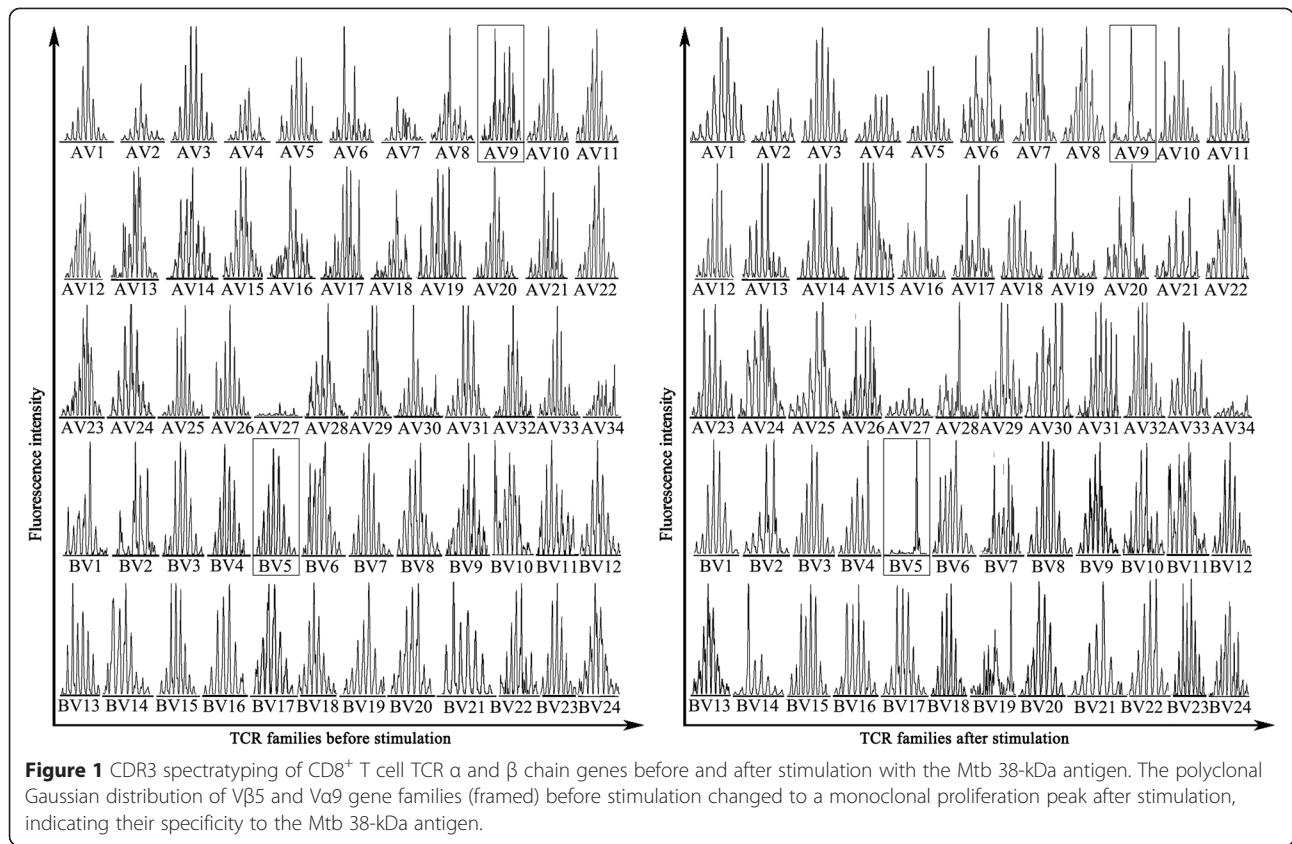 Fluorescence intensity
AV1 AV2 AV3 AV4 AV5 AV6 AV7 AV8 AV9 AV10 AV11
AV12 AV13 AV14 AV15 AV16 AV17 AV18 AV19 AV20 AV21 AV22
AV23 AV24 AV25 AV26 AV27 AV28 AV29 AV30 AV31 AV32 AV33 AV34
BV1 BV2 BV3 BV4 BV5 BV6 BV7 BV8 BV9 BV10 BV11 BV12
BV13 BV14 BV15 BV16 BV17 BV18 BV19 BV20 BV21 BV22 BV23 BV24
TCR families before stimulation
Fluorescence intensity
AV1 AV2 AV3 AV4 AV5 AV6 AV7 AV8 AV9 AV10 AV11
AV12 AV13 AV14 AV15 AV16 AV17 AV18 AV19 AV20 AV21 AV22
AV23 AV24 AV25 AV26 AV27 AV28 AV29 AV30 AV31 AV32 AV33 AV34
BV1 BV2 BV3 BV4 BV5 BV6 BV7 BV8 BV9 BV10 BV11 BV12
BV13 BV14 BV15 BV16 BV17 BV18 BV19 BV20 BV21 BV22 BV23 BV24
TCR families after stimulation
Figure 1 CDR3 spectratyping of CD8⁺ T cell TCR α and β chain genes before and after stimulation with the Mtb 38-kDa antigen. The polyclonal
Gaussian distribution of Vβ5 and Vα9 gene families (framed) before stimulation changed to a monoclonal proliferation peak after stimulation,
indicating their specificity to the Mtb 38-kDa antigen.